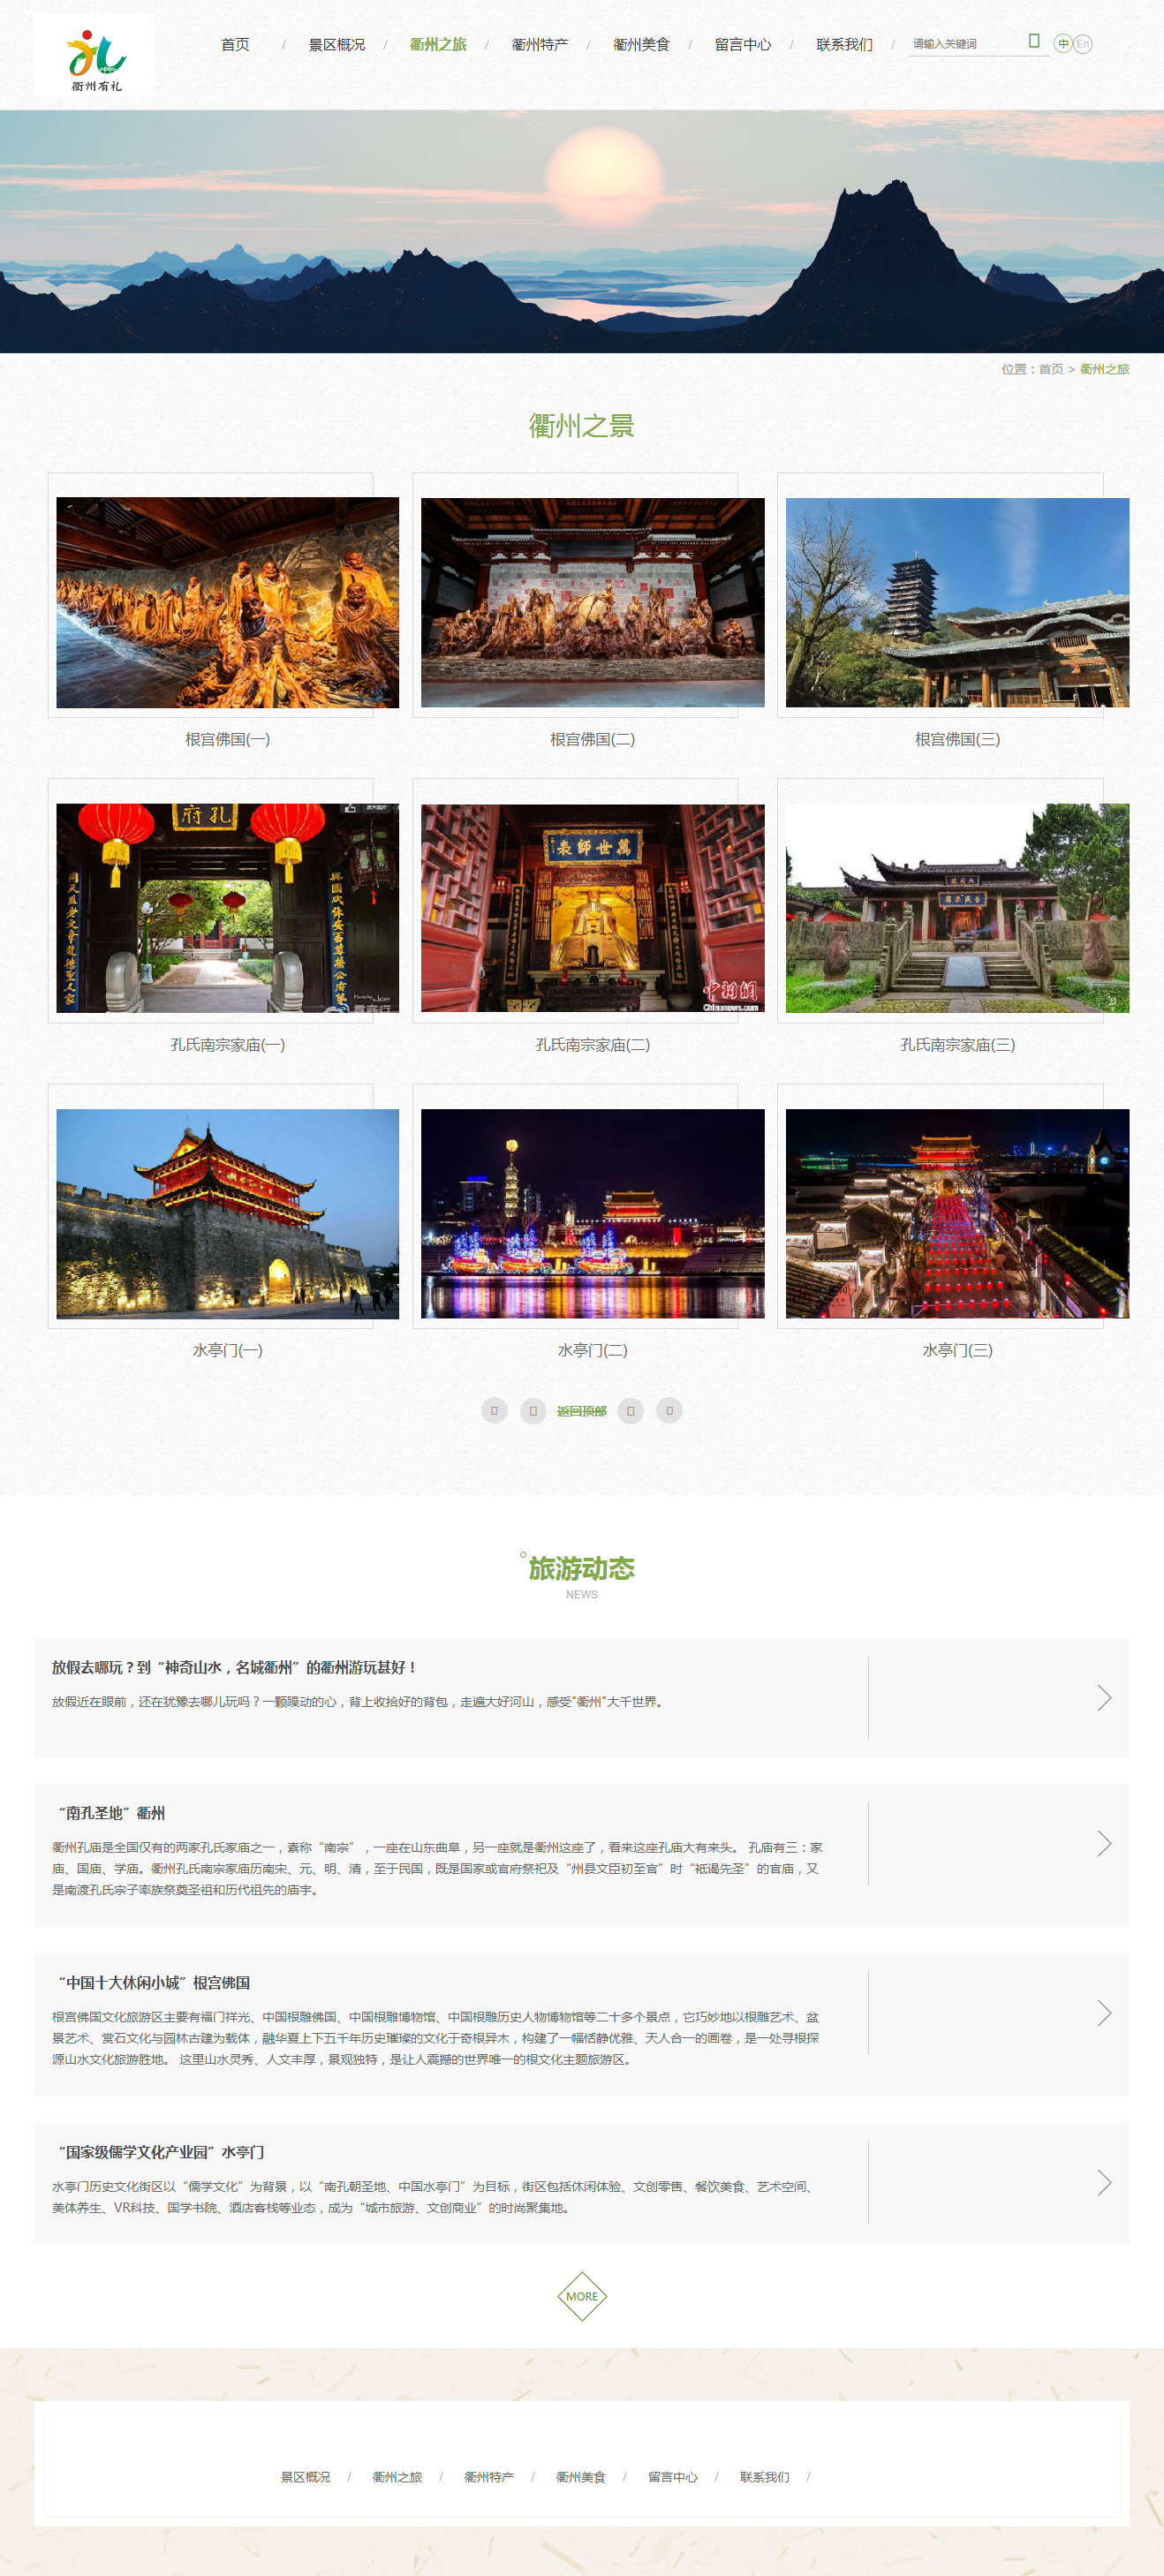 衢州有礼
首页 / 景区概况 / 衢州之旅 / 衢州特产 / 衢州美食 / 留言中心 / 联系我们 / 请输入关键词 中 En
位置：首页 > 衢州之旅
衢州之景
根宫佛国(一)
根宫佛国(二)
根宫佛国(三)
孔府
萬世師表
中新网
Chinanews.com
孔氏南宗家庙(一)
孔氏南宗家庙(二)
孔氏南宗家庙(三)
水亭门(一)
水亭门(二)
水亭门(三)
返回顶部
旅游动态
NEWS
放假去哪玩？到“神奇山水，名城衢州”的衢州游玩甚好！
放假近在眼前，还在犹豫去哪儿玩吗？一颗躁动的心，背上收拾好的背包，走遍大好河山，感受"衢州"大千世界。
“南孔圣地”衢州
衢州孔庙是全国仅有的两家孔氏家庙之一，素称“南宗”，一座在山东曲阜，另一座就是衢州这座了，看来这座孔庙大有来头。 孔庙有三：家
庙、国庙、学庙。衢州孔氏南宗家庙历南宋、元、明、清，至于民国，既是国家或官府祭祀及“州县文臣初至官”时“祗谒先圣”的官庙，又
是南渡孔氏宗子率族祭奠圣祖和历代祖先的庙宇。
“中国十大休闲小城”根宫佛国
根宫佛国文化旅游区主要有福门祥光、中国根雕佛国、中国根雕博物馆、中国根雕历史人物博物馆等二十多个景点，它巧妙地以根雕艺术、盆
景艺术、赏石文化与园林古建为载体，融华夏上下五千年历史璀璨的文化于奇根异木，构建了一幅恬静优雅、天人合一的画卷，是一处寻根探
源山水文化旅游胜地。 这里山水灵秀、人文丰厚，景观独特，是让人震撼的世界唯一的根文化主题旅游区。
“国家级儒学文化产业园”水亭门
水亭门历史文化街区以“儒学文化”为背景，以“南孔朝圣地、中国水亭门”为目标，街区包括休闲体验、文创零售、餐饮美食、艺术空间、
美体养生、VR科技、国学书院、酒店客栈等业态，成为“城市旅游、文创商业”的时尚聚集地。
MORE
景区概况 / 衢州之旅 / 衢州特产 / 衢州美食 / 留言中心 / 联系我们 /